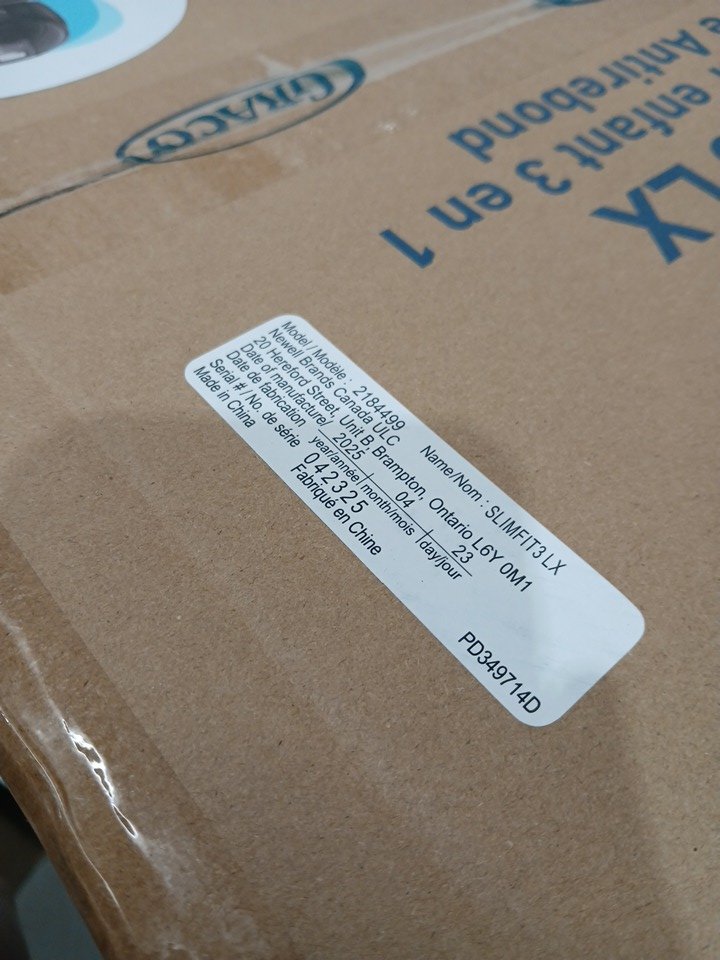 GRACO
LX
enfant 3 en 1
Antirebond
Model / Modèle : 2184499 Name/Nom : SLIMFIT3 LX
Newell Brands Canada ULC
20 Hereford Street, Unit B, Brampton, Ontario L6Y 0M1
Date of manufacture/ 2025 | 04 | 23
Date de fabrication year/année | month/mois | day/jour
Serial # / No. de série 042325
Made In China Fabriqué en Chine
PD349714D